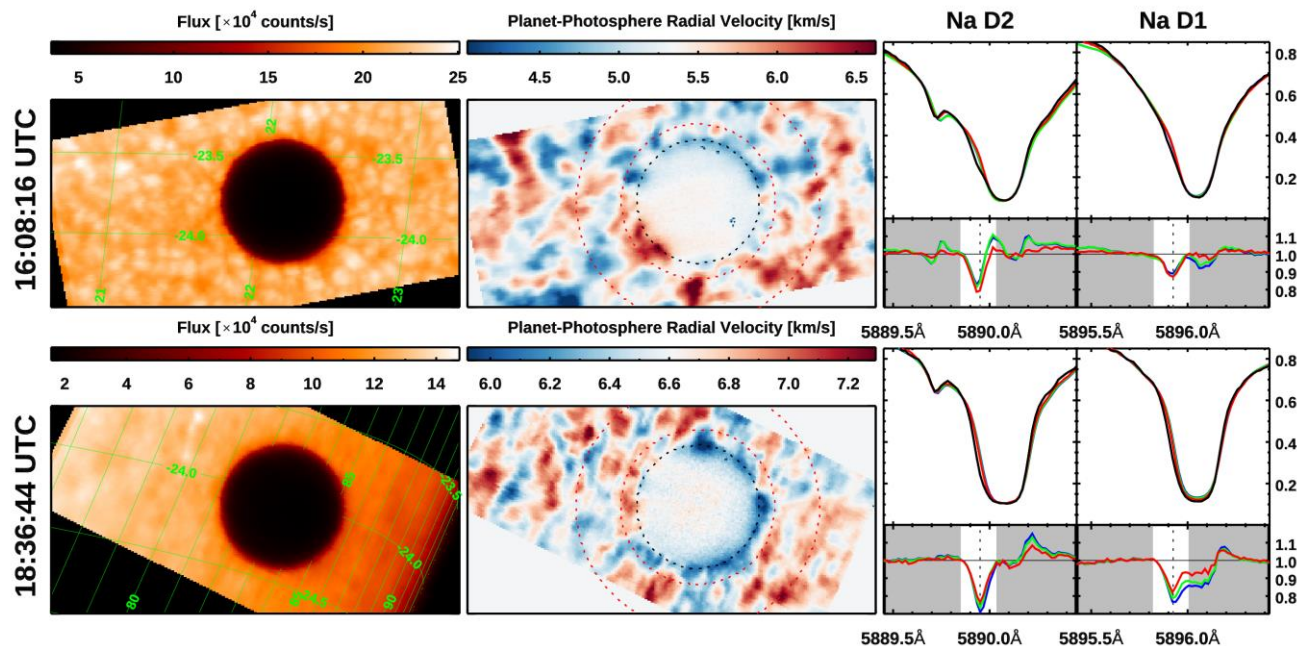 Flux [×10⁴ counts/s]
5 10 15 20 25
Planet-Photosphere Radial Velocity [km/s]
4.5 5.0 5.5 6.0 6.5
Na D2
Na D1
16:08:16 UTC
22
-23.5
-23.5
-24.0
-24.0
21
22
23
0.8
0.6
0.4
0.2
1.1
1.0
0.9
0.8
5889.5Å 5890.0Å 5895.5Å 5896.0Å
Flux [×10⁴ counts/s]
2 4 6 8 10 12 14
Planet-Photosphere Radial Velocity [km/s]
6.0 6.2 6.4 6.6 6.8 7.0 7.2
18:36:44 UTC
-24.0
-23.5
-24.0
-24.5
80
90
0.8
0.6
0.4
0.2
1.1
1.0
0.9
0.8
5889.5Å 5890.0Å 5895.5Å 5896.0Å